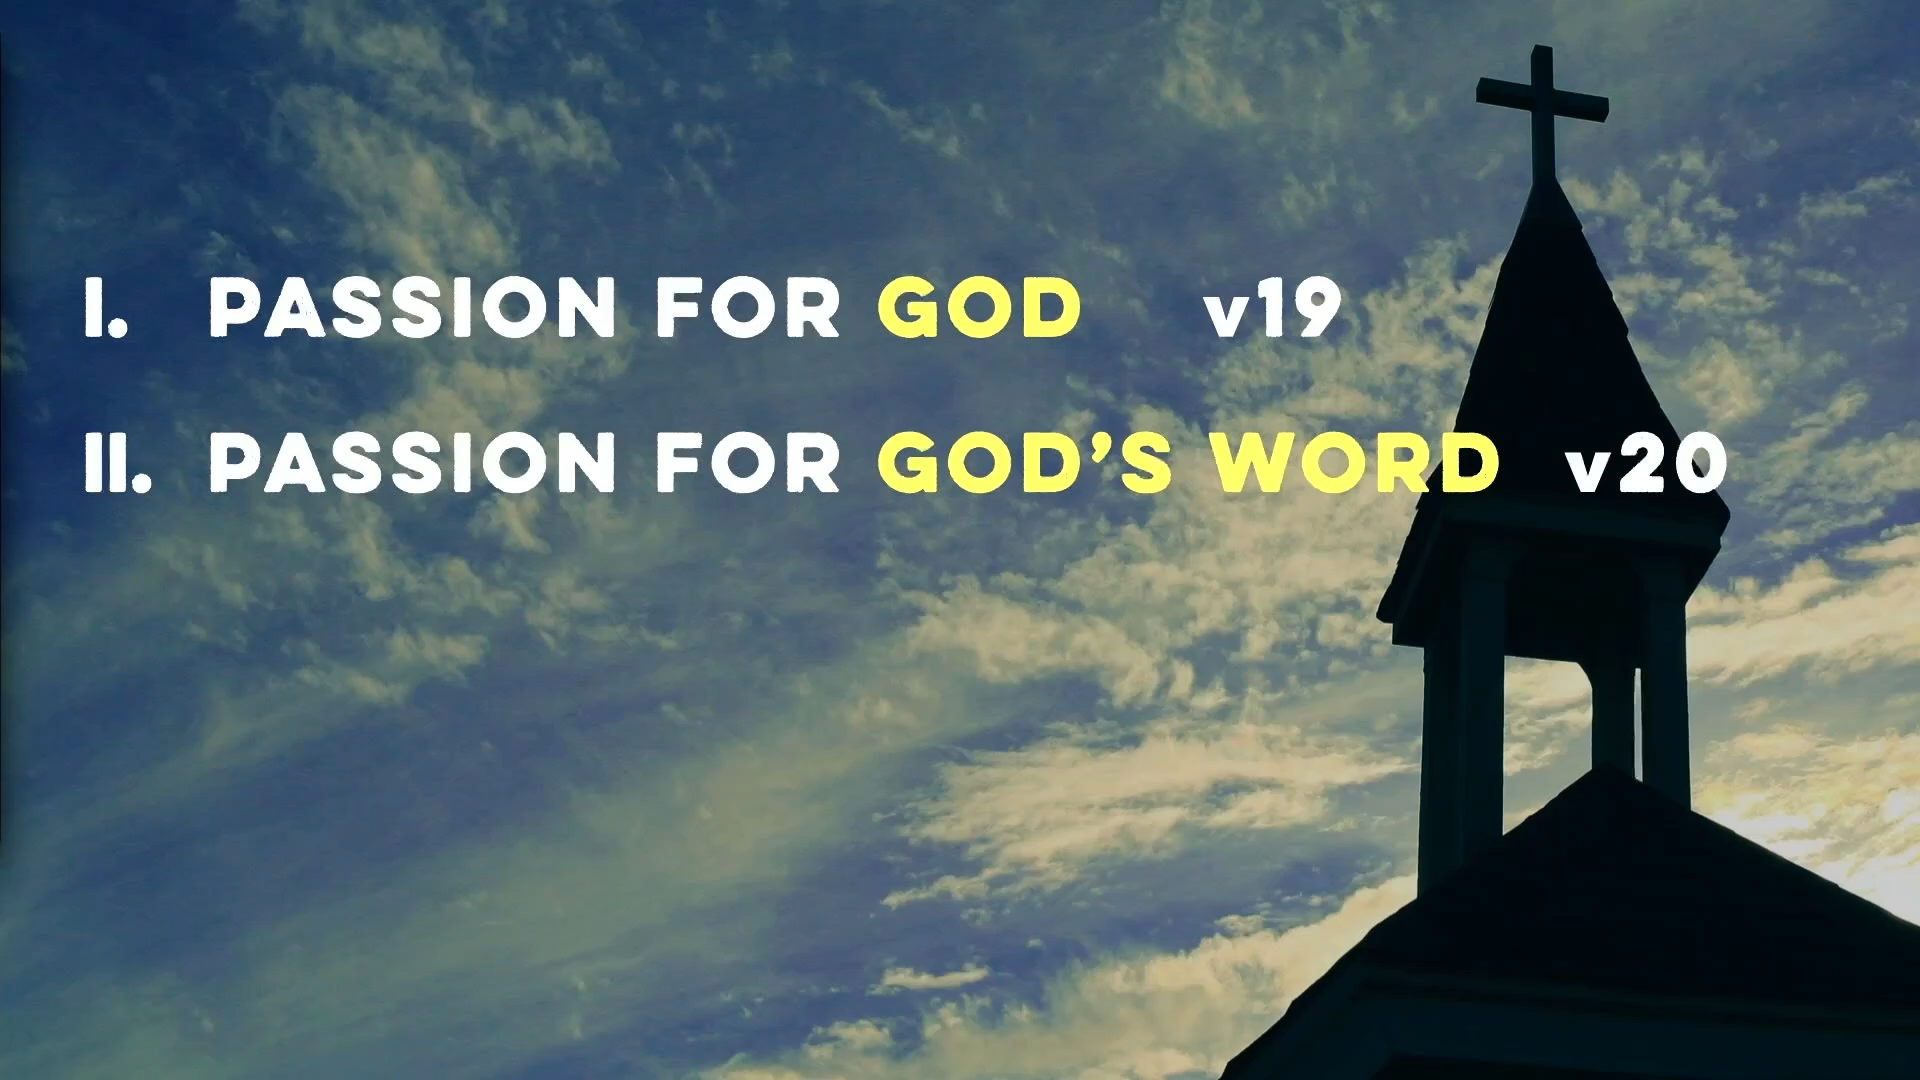 I. PASSION FOR GOD v19
II. PASSION FOR GOD’S WORD v20